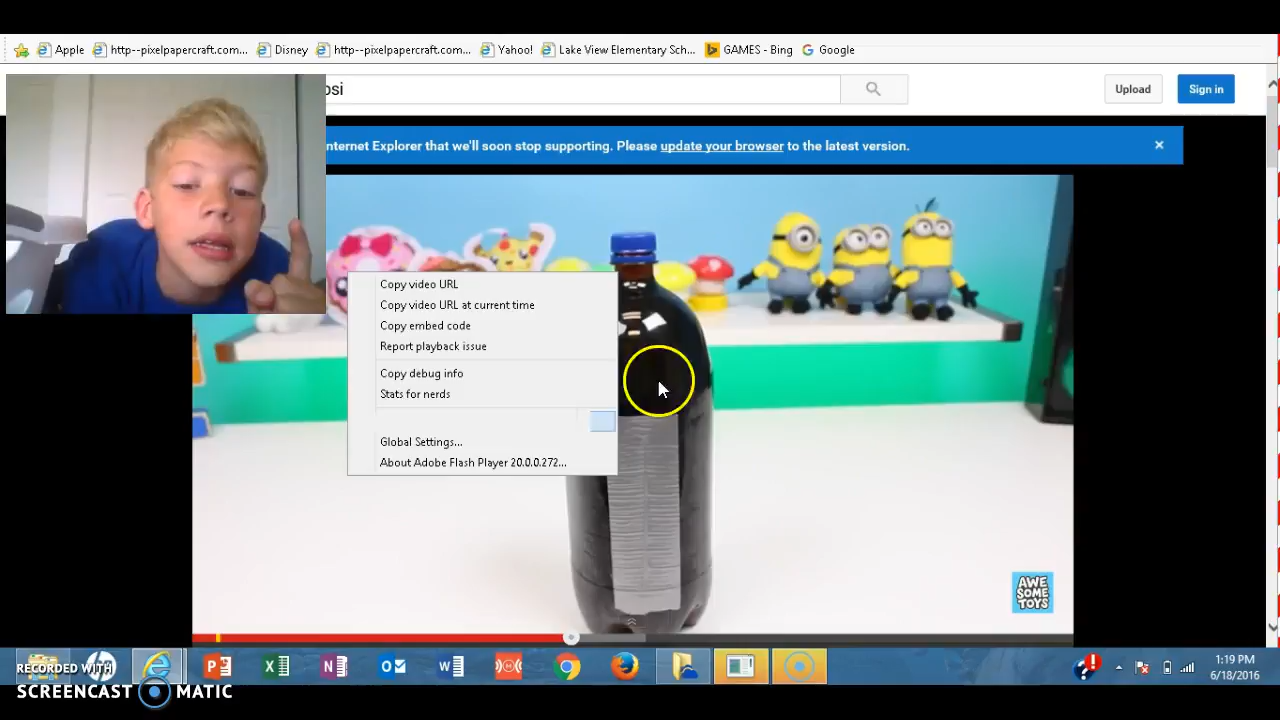 Apple http--pixelpapercraft.com... Disney http--pixelpapercraft.com... Yahoo! Lake View Elementary Sch... GAMES - Bing Google
osi Upload Sign in
nternet Explorer that we'll soon stop supporting. Please update your browser to the latest version. ×
Copy video URL
Copy video URL at current time
Copy embed code
Report playback issue
Copy debug info
Stats for nerds
Global Settings...
About Adobe Flash Player 20.0.0.272...
AWE
SOME
TOYS
1:19 PM
6/18/2016
RECORDED WITH
SCREENCAST MATIC